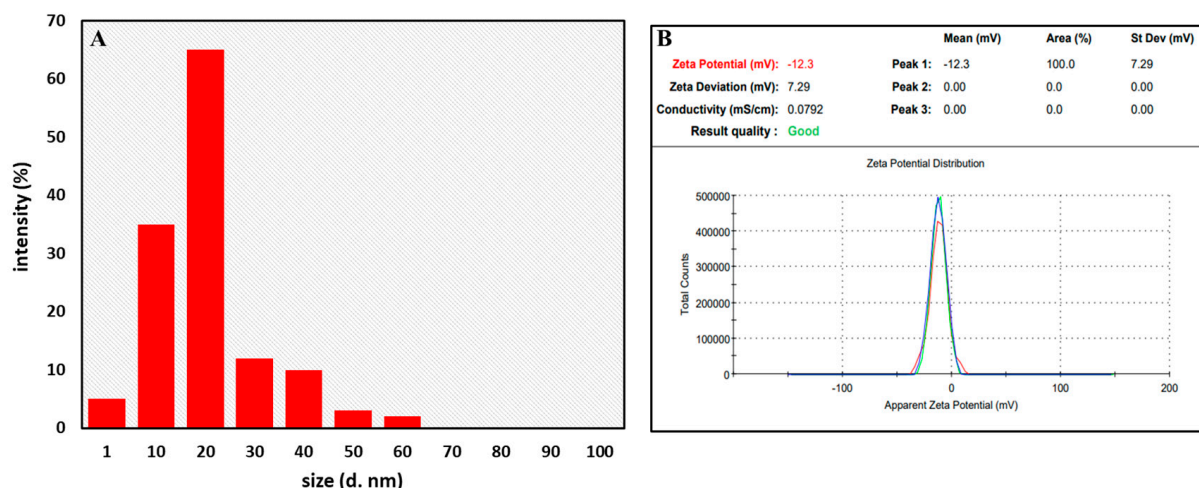 A
70
60
50
40
30
20
10
0
intensity (%)
1 10 20 30 40 50 60 70 80 90 100
size (d. nm)
B
Mean (mV) Area (%) St Dev (mV)
Zeta Potential (mV): -12.3 Peak 1: -12.3 100.0 7.29
Zeta Deviation (mV): 7.29 Peak 2: 0.00 0.0 0.00
Conductivity (mS/cm): 0.0792 Peak 3: 0.00 0.0 0.00
Result quality : Good
Zeta Potential Distribution
500000
400000
300000
200000
100000
0
Total Counts
-100 0 100 200
Apparent Zeta Potential (mV)